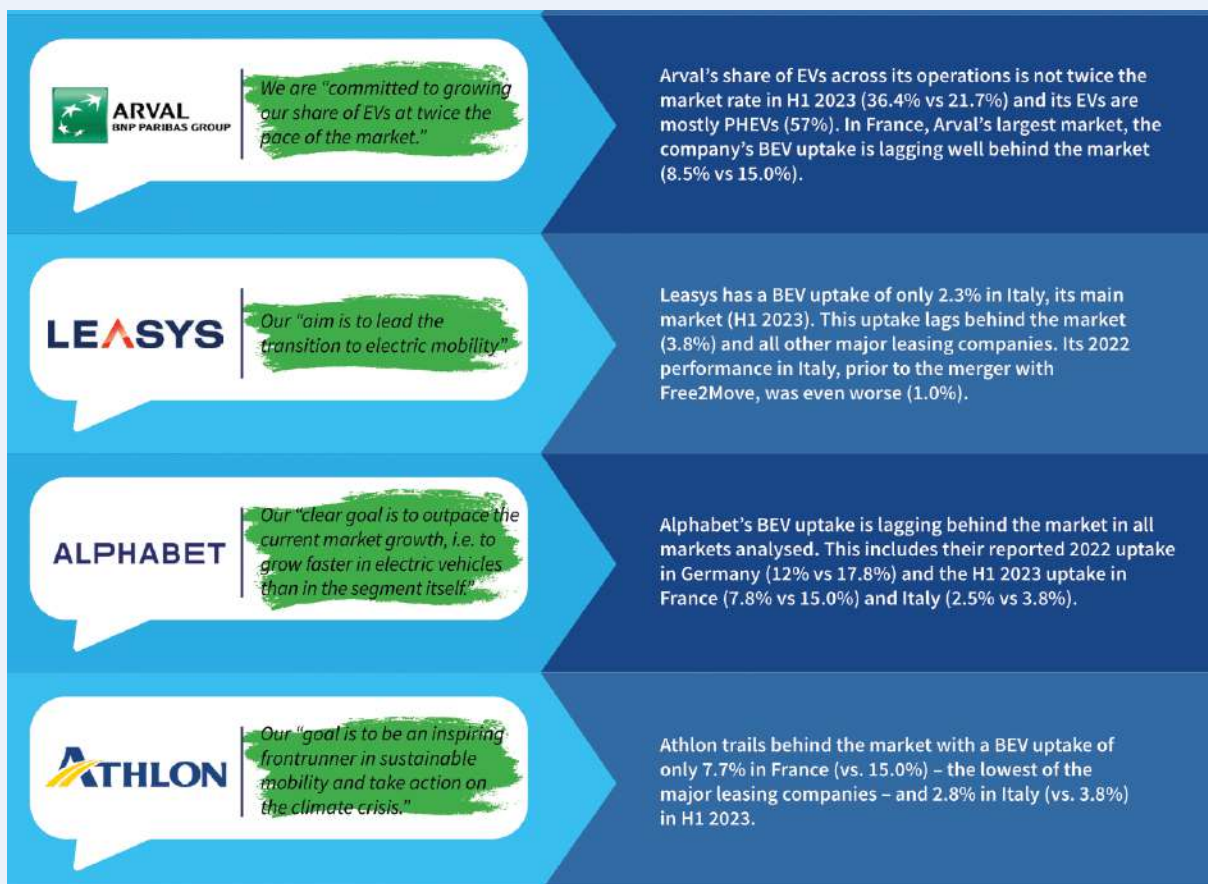 ARVAL
BNP PARIBAS GROUP
We are “committed to growing
our share of EVs at twice the
pace of the market.”
Arval’s share of EVs across its operations is not twice the
market rate in H1 2023 (36.4% vs 21.7%) and its EVs are
mostly PHEVs (57%). In France, Arval’s largest market, the
company’s BEV uptake is lagging well behind the market
(8.5% vs 15.0%).
LEASYS
Our “aim is to lead the
transition to electric mobility”.
Leasys has a BEV uptake of only 2.3% in Italy, its main
market (H1 2023). This uptake lags behind the market
(3.8%) and all other major leasing companies. Its 2022
performance in Italy, prior to the merger with
Free2Move, was even worse (1.0%).
ALPHABET
Our “clear goal is to outpace the
current market growth, i.e. to
grow faster in electric vehicles
than in the segment itself.”
Alphabet’s BEV uptake is lagging behind the market in all
markets analysed. This includes their reported 2022 uptake
in Germany (12% vs 17.8%) and the H1 2023 uptake in
France (7.8% vs 15.0%) and Italy (2.5% vs 3.8%).
ATHLON
Our “goal is to be an inspiring
frontrunner in sustainable
mobility and take action on
the climate crisis.”
Athlon trails behind the market with a BEV uptake of
only 7.7% in France (vs. 15.0%) – the lowest of the
major leasing companies – and 2.8% in Italy (vs. 3.8%)
in H1 2023.